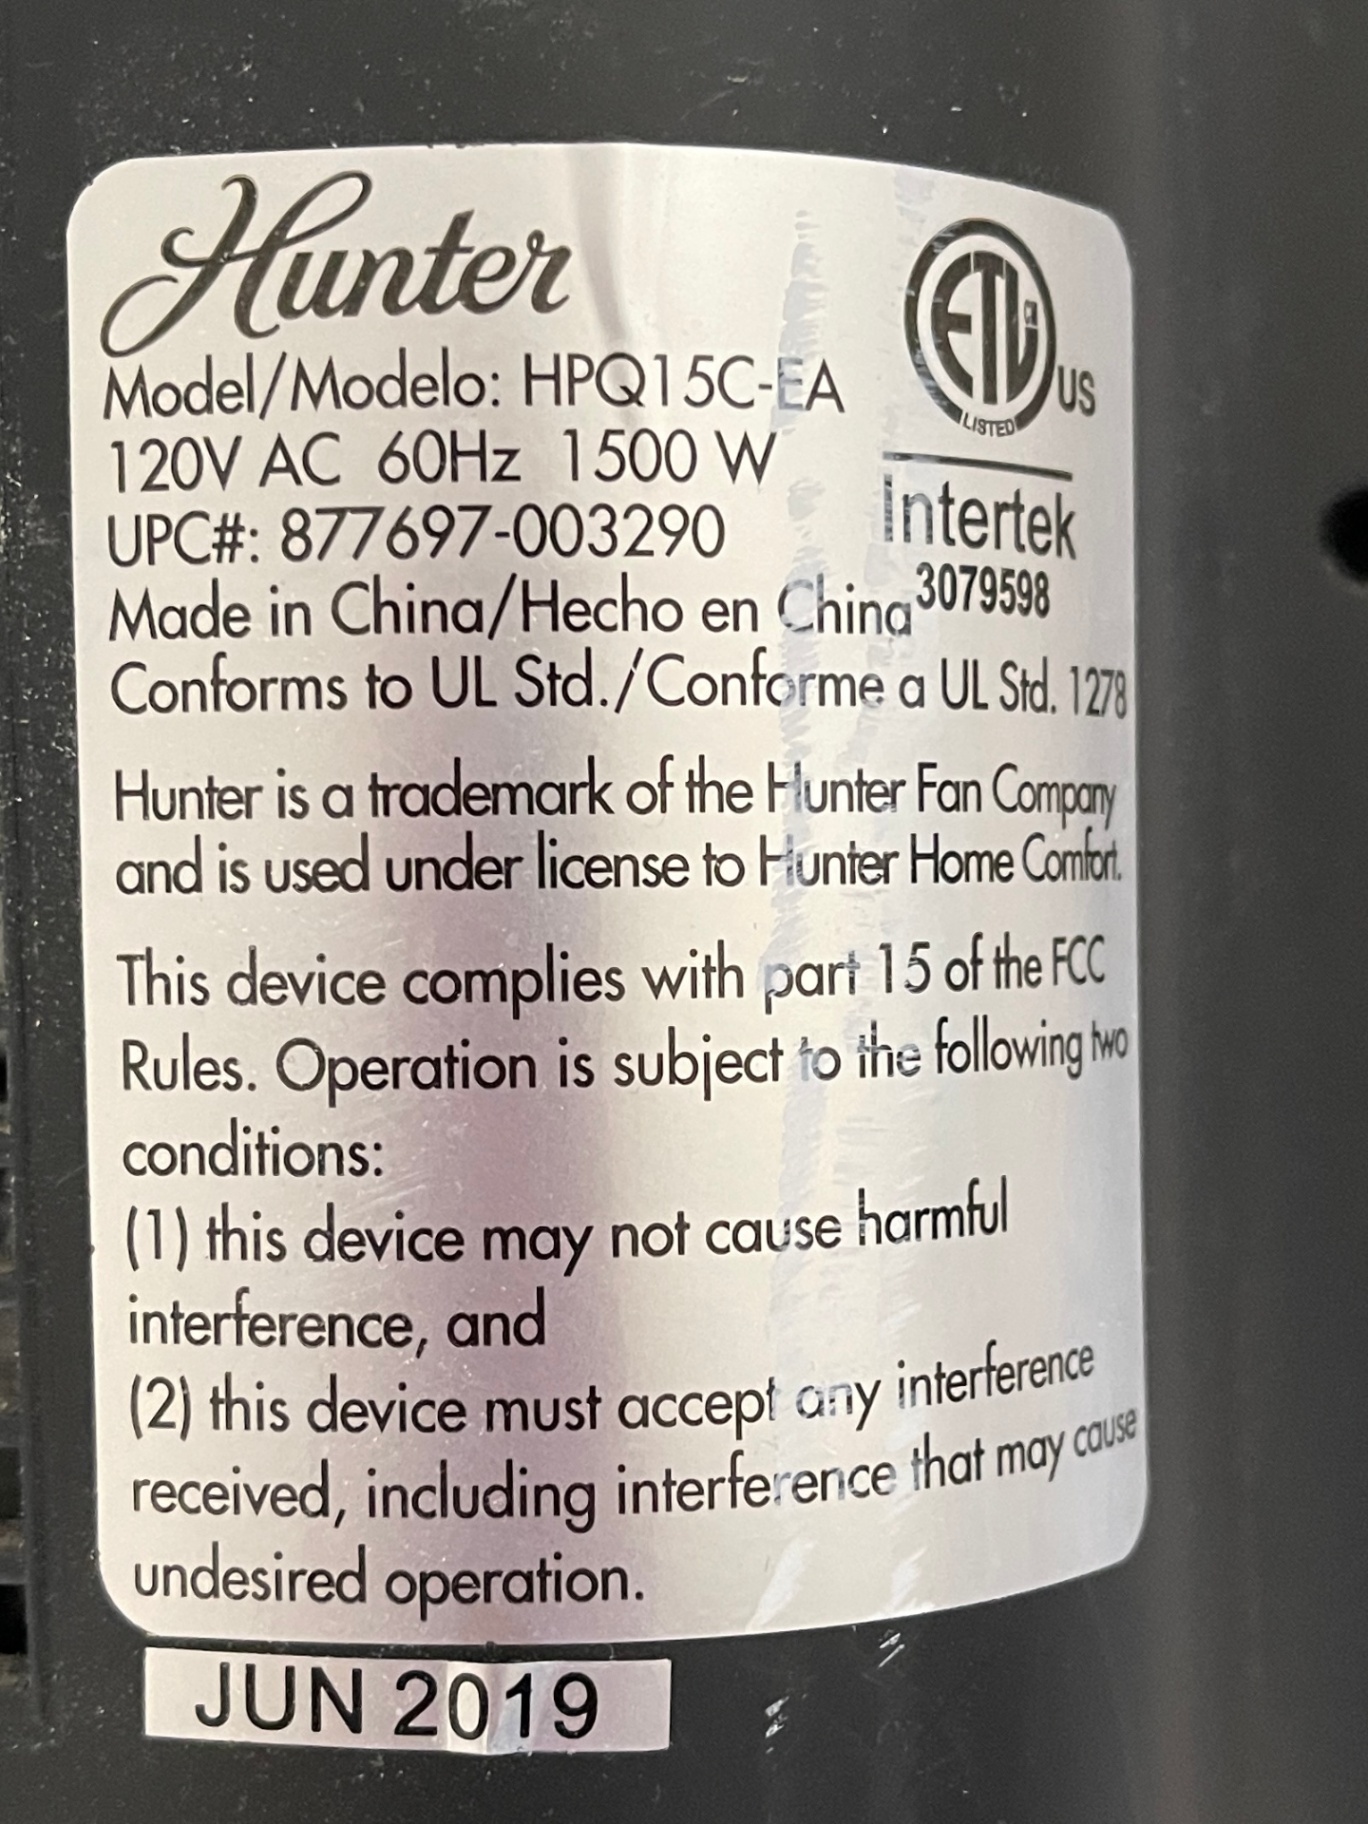 Hunter
Model/Modelo: HPQ15C-EA
120V AC 60Hz 1500 W
UPC#: 877697-003290
Made in China/Hecho en China
Conforms to UL Std./Conforme a UL Std. 1278
ETL CM
US
LISTED
Intertek
3079598
Hunter is a trademark of the Hunter Fan Company
and is used under license to Hunter Home Comfort.
This device complies with part 15 of the FCC
Rules. Operation is subject to the following two
conditions:
(1) this device may not cause harmful
interference, and
(2) this device must accept any interference
received, including interference that may cause
undesired operation.
JUN 2019